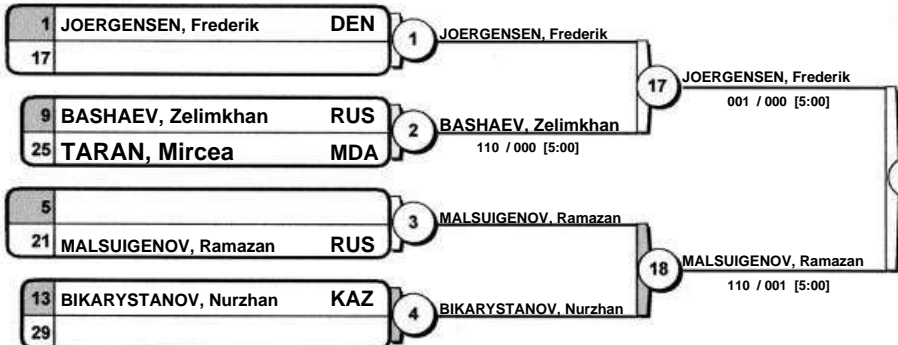 1 JOERGENSEN, Frederik DEN
17
1
JOERGENSEN, Frederik
9 BASHAEV, Zelimkhan RUS
25 TARAN, Mircea MDA
2
BASHAEV, Zelimkhan
110 / 000 [5:00]
17
JOERGENSEN, Frederik
001 / 000 [5:00]
5
21 MALSUIGENOV, Ramazan RUS
3
MALSUIGENOV, Ramazan
13 BIKARYSTANOV, Nurzhan KAZ
29
4
BIKARYSTANOV, Nurzhan
18
MALSUIGENOV, Ramazan
110 / 001 [5:00]